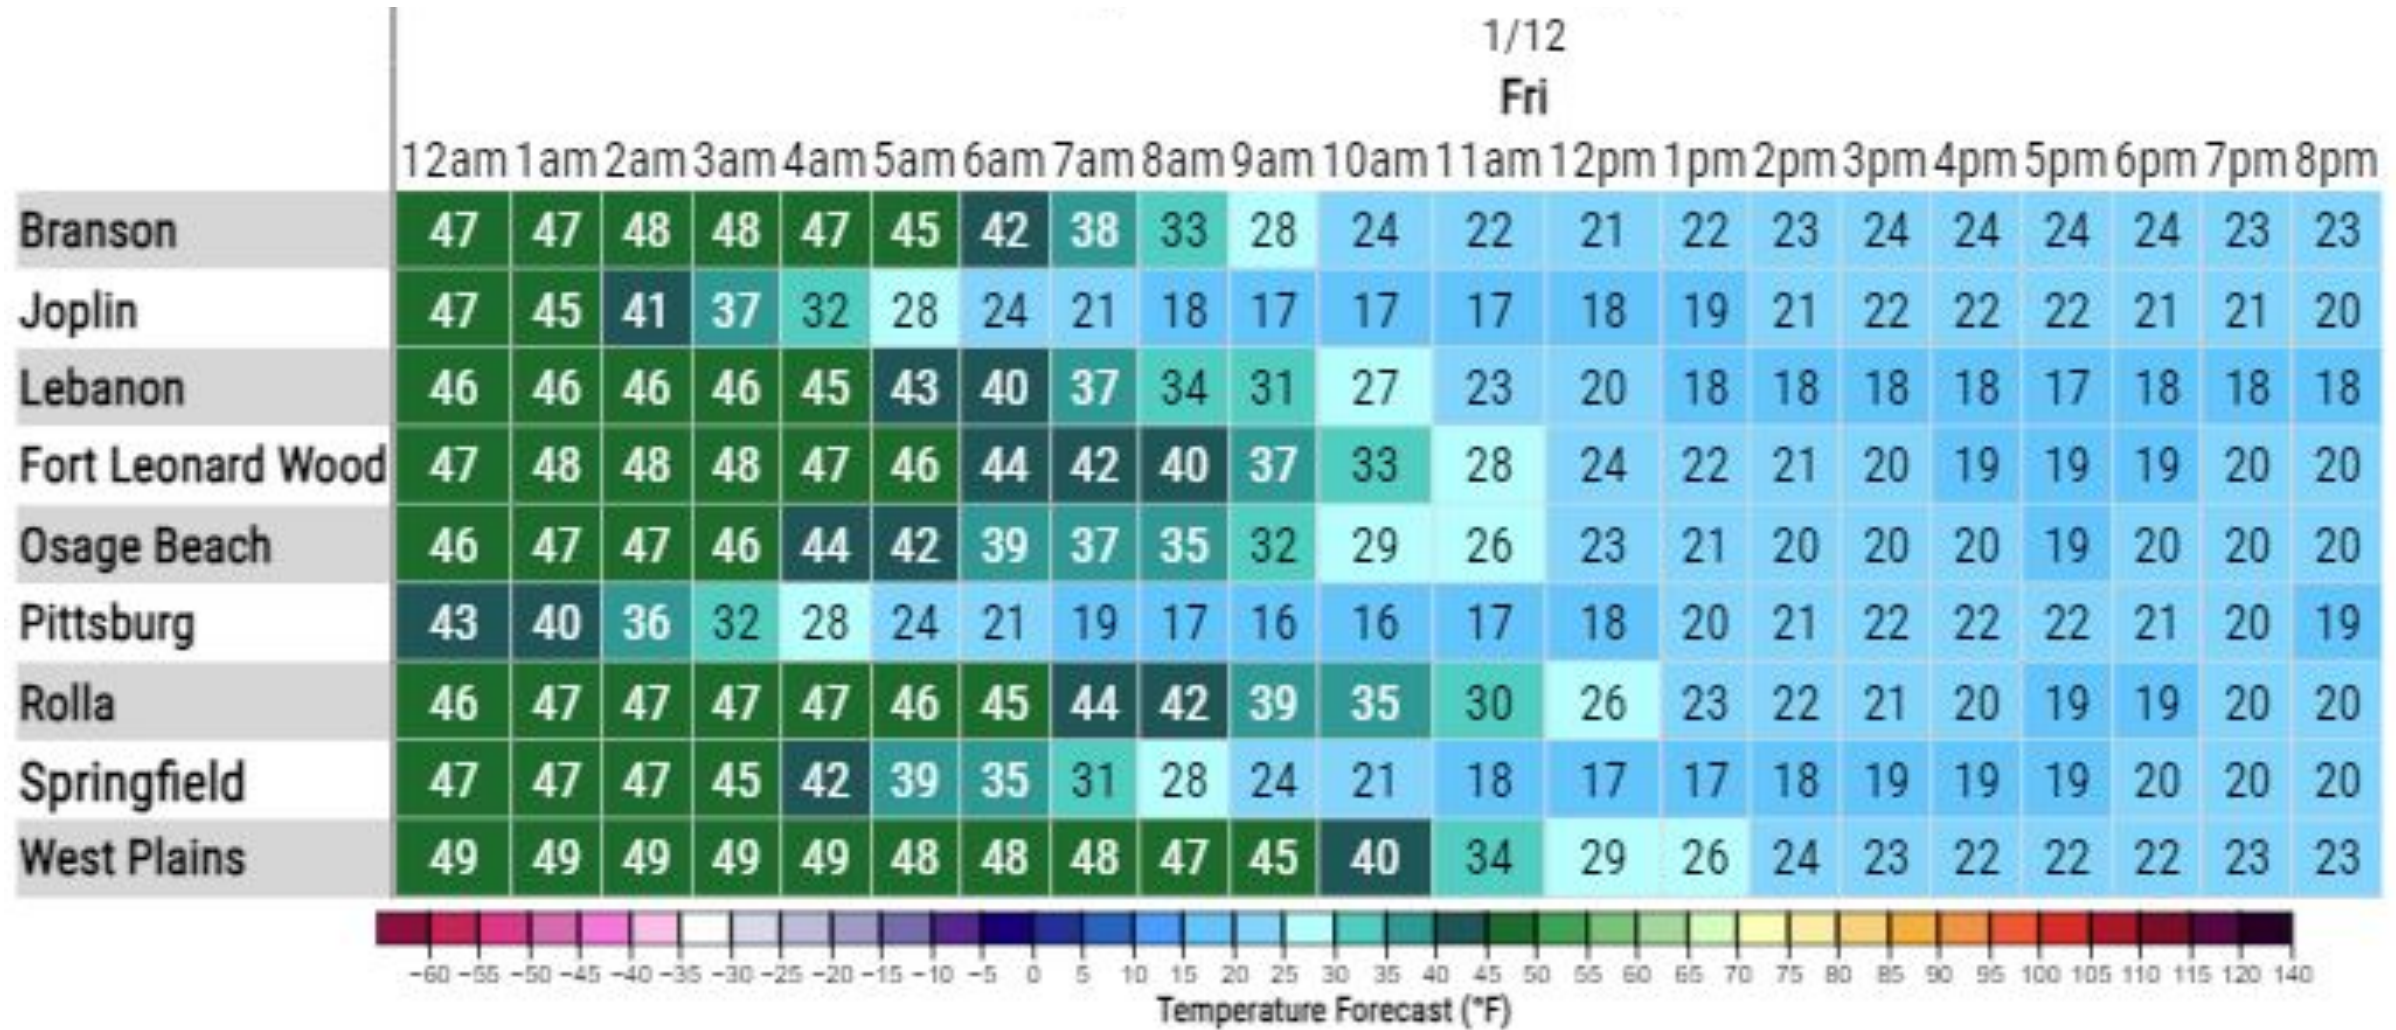 1/12
Fri
12am 1am 2am 3am 4am 5am 6am 7am 8am 9am 10am 11am 12pm 1pm 2pm 3pm 4pm 5pm 6pm 7pm 8pm
Branson 47 47 48 48 47 45 42 38 33 28 24 22 21 22 23 24 24 24 24 23 23
Joplin 47 45 41 37 32 28 24 21 18 17 17 17 18 19 21 22 22 22 21 21 20
Lebanon 46 46 46 46 45 43 40 37 34 31 27 23 20 18 18 18 18 17 18 18 18
Fort Leonard Wood 47 48 48 48 47 46 44 42 40 37 33 28 24 22 21 20 19 19 19 20 20
Osage Beach 46 47 47 46 44 42 39 37 35 32 29 26 23 21 20 20 20 19 20 20 20
Pittsburg 43 40 36 32 28 24 21 19 17 16 16 17 18 20 21 22 22 22 21 20 19
Rolla 46 47 47 47 47 46 45 44 42 39 35 30 26 23 22 21 20 19 19 20 20
Springfield 47 47 47 45 42 39 35 31 28 24 21 18 17 17 18 19 19 19 20 20 20
West Plains 49 49 49 49 49 48 48 48 47 45 40 34 29 26 24 23 22 22 22 23 23
−60 −55 −50 −45 −40 −35 −30 −25 −20 −15 −10 −5 0 5 10 15 20 25 30 35 40 45 50 55 60 65 70 75 80 85 90 95 100 105 110 115 120 140
Temperature Forecast (°F)